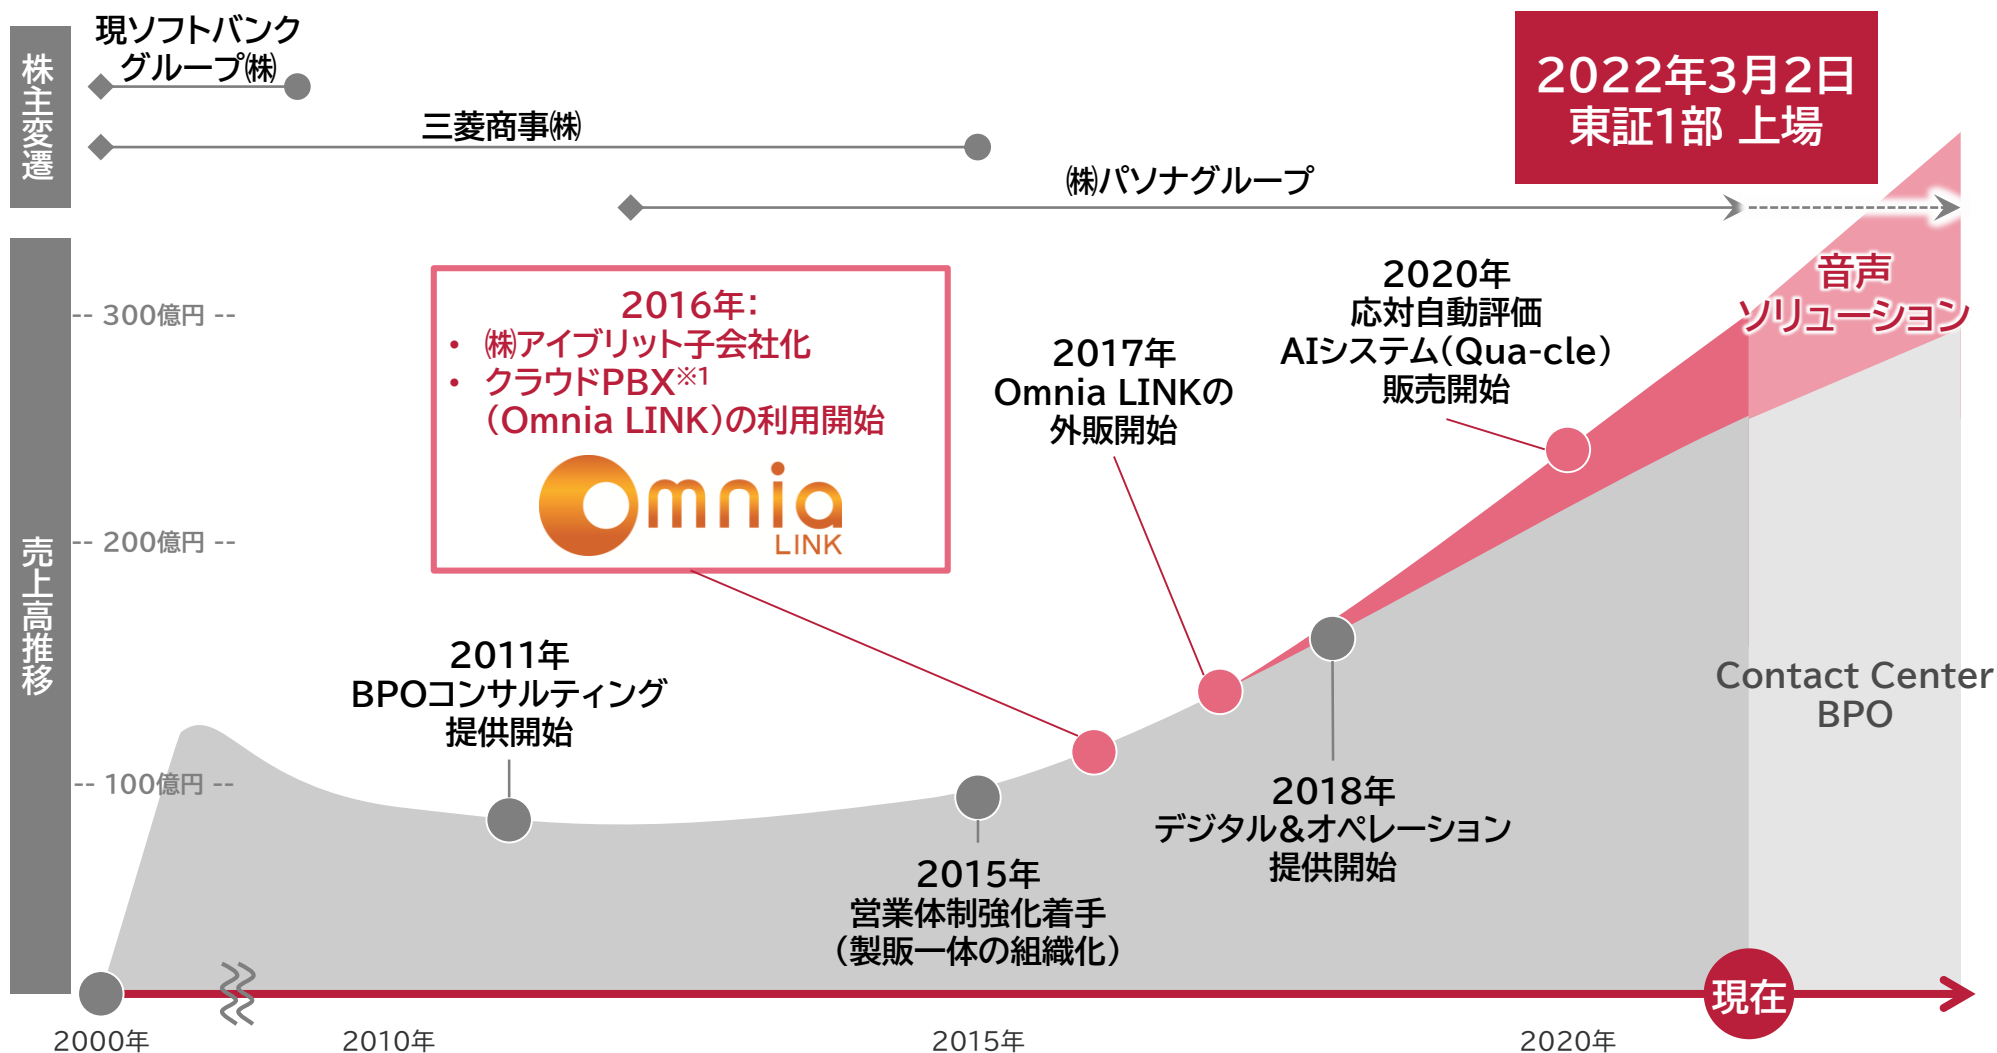 株主変遷
現ソフトバンク
グループ㈱
三菱商事㈱
㈱パソナグループ
2022年3月2日
東証1部 上場
売上高推移
-- 300億円 --
-- 200億円 --
-- 100億円 --
2016年：
• ㈱アイブリット子会社化
• クラウドPBX※1
（Omnia LINK）の利用開始
Omnia
LINK
2011年
BPOコンサルティング
提供開始
2015年
営業体制強化着手
（製販一体の組織化）
2017年
Omnia LINKの
外販開始
2018年
デジタル＆オペレーション
提供開始
2020年
応対自動評価
AIシステム（Qua-cle）
販売開始
音声
ソリューション
Contact Center
BPO
現在
2000年
2010年
2015年
2020年